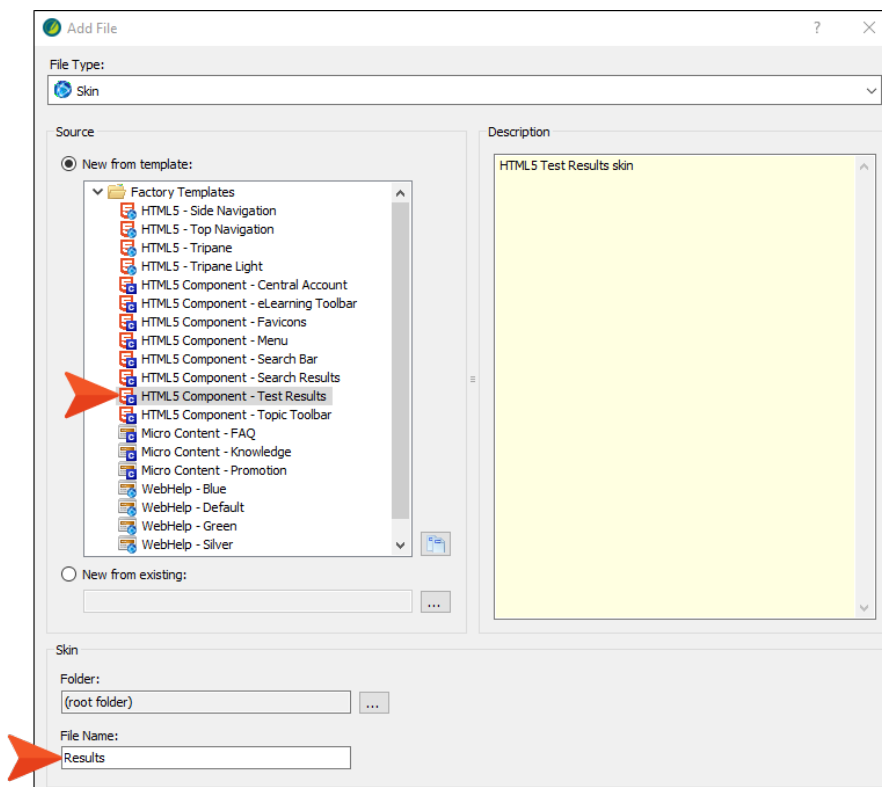 Add File
?
File Type:
Skin
Source
New from template:
Factory Templates
HTML5 - Side Navigation
HTML5 - Top Navigation
HTML5 - Tripane
HTML5 - Tripane Light
HTML5 Component - Central Account
HTML5 Component - eLearning Toolbar
HTML5 Component - Favicons
HTML5 Component - Menu
HTML5 Component - Search Bar
HTML5 Component - Search Results
HTML5 Component - Test Results
HTML5 Component - Topic Toolbar
Micro Content - FAQ
Micro Content - Knowledge
Micro Content - Promotion
WebHelp - Blue
WebHelp - Default
WebHelp - Green
WebHelp - Silver
New from existing:
...
Description
HTML5 Test Results skin
Skin
Folder:
(root folder)
...
File Name:
Results